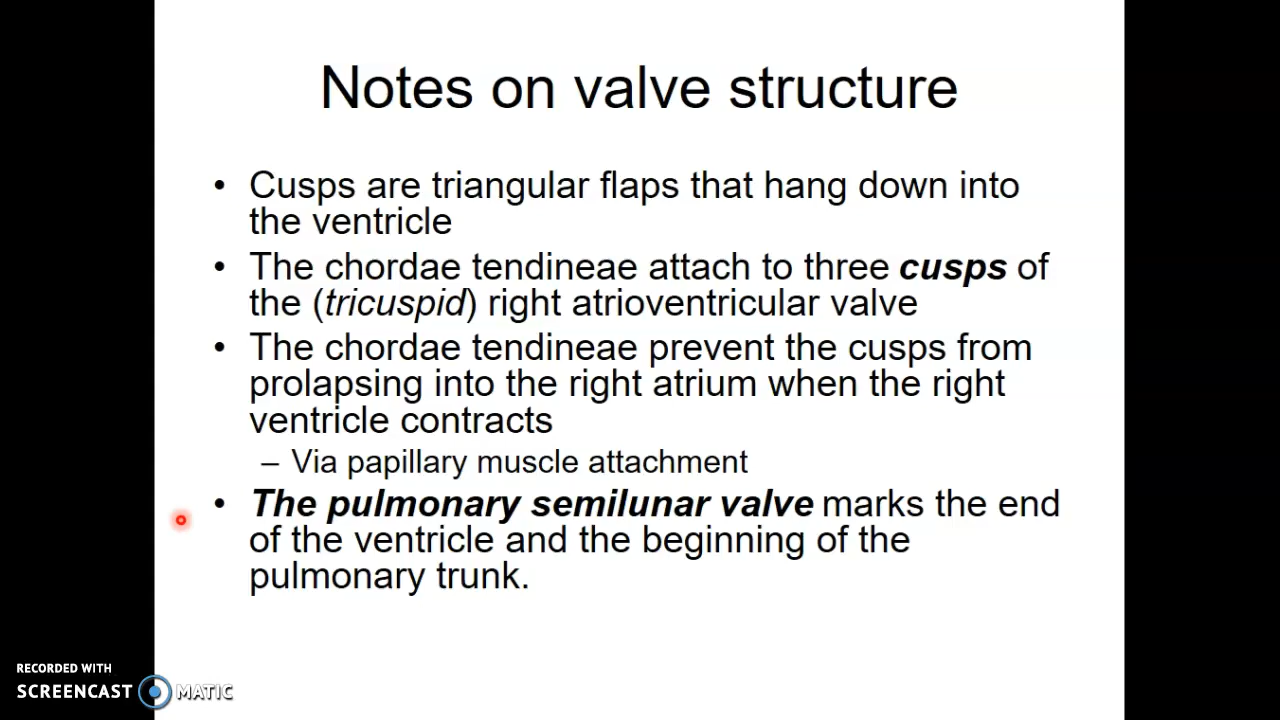 Notes on valve structure
• Cusps are triangular flaps that hang down into
the ventricle
• The chordae tendineae attach to three cusps of
the (tricuspid) right atrioventricular valve
• The chordae tendineae prevent the cusps from
prolapsing into the right atrium when the right
ventricle contracts
– Via papillary muscle attachment
• The pulmonary semilunar valve marks the end
of the ventricle and the beginning of the
pulmonary trunk.
RECORDED WITH
SCREENCAST MATIC